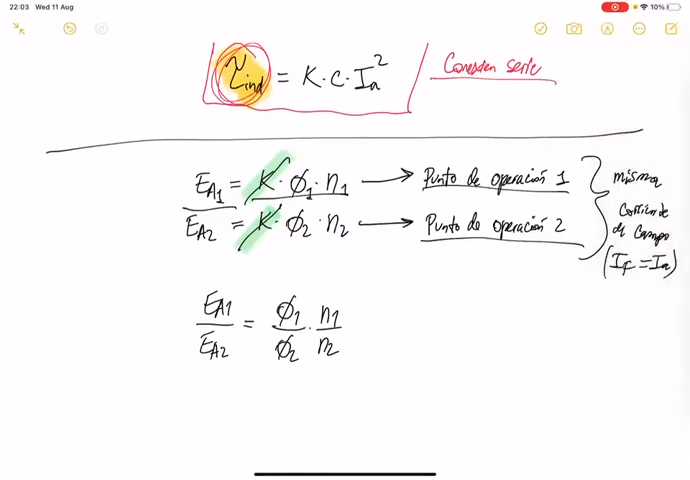 22:03 Wed 11 Aug
10%
τind = K · C · Ia²
Conexión serie
EA1 = K · φ1 · n1 → Punto de operación 1
EA2 = K · φ2 · n2 → Punto de operación 2
misma
corriente
de campo
(IF = Ia)
EA1/EA2 = φ1/φ2 · n1/n2